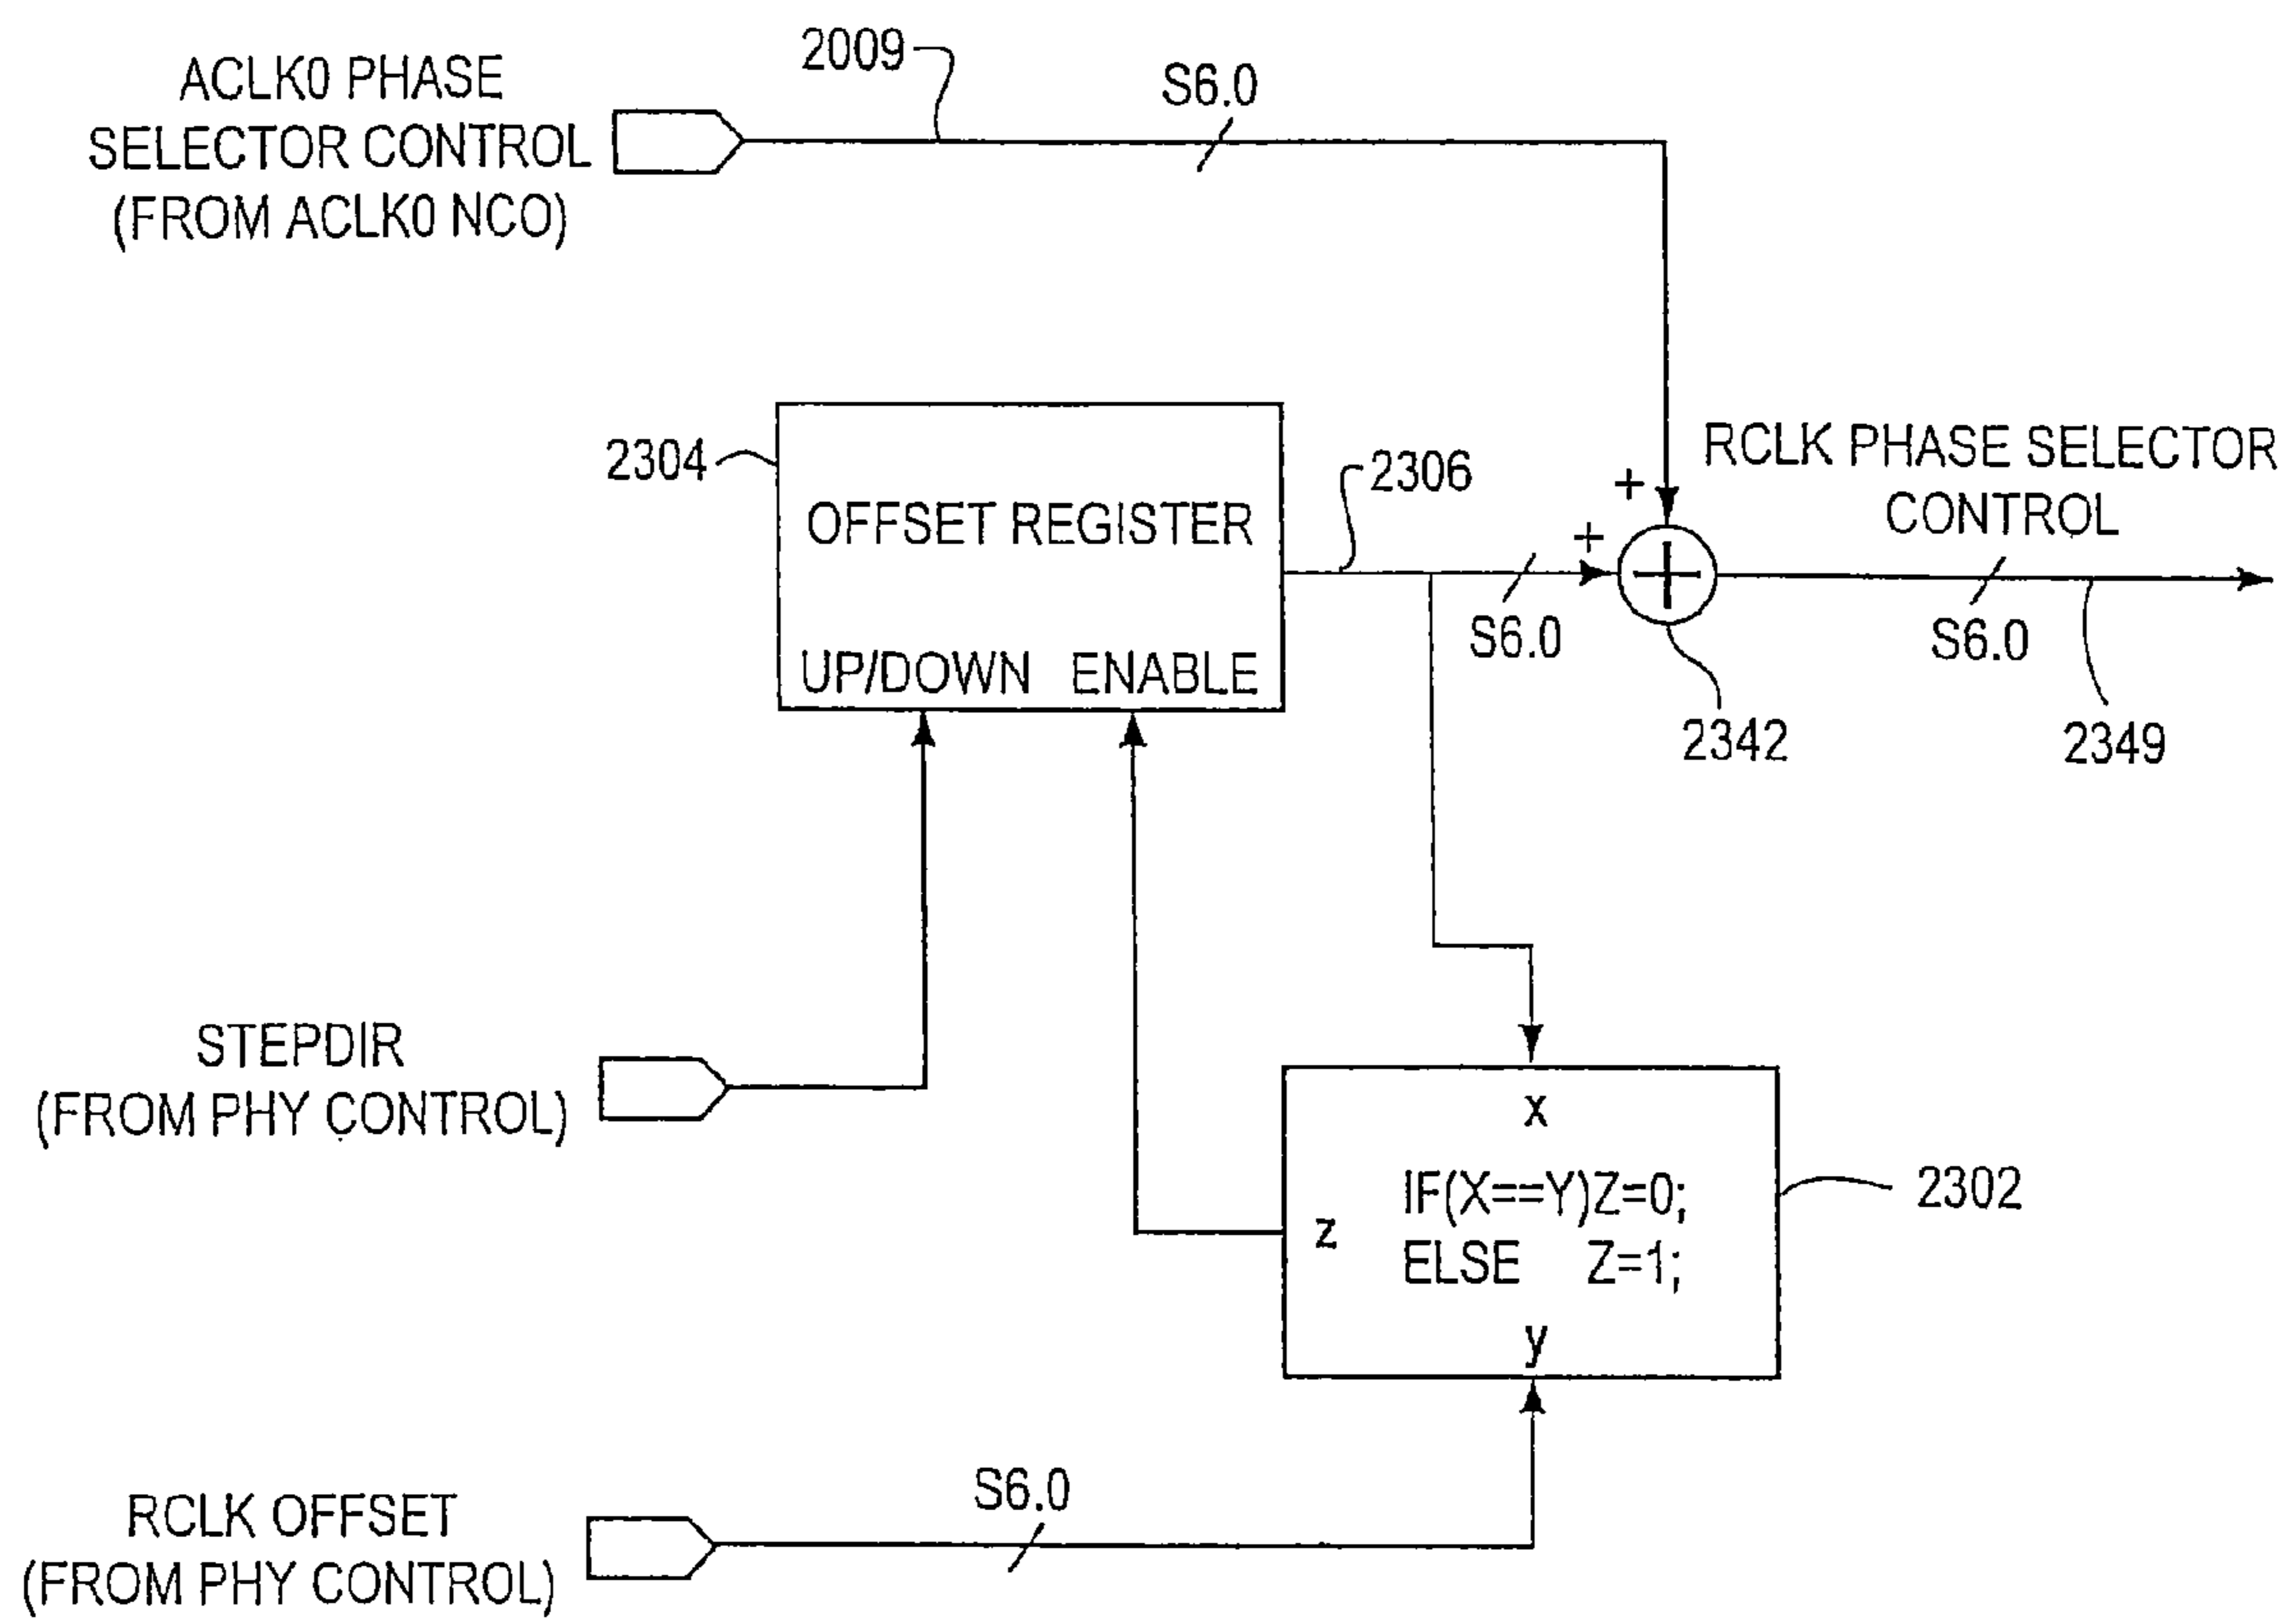 2009
S6.0
ACLK0 PHASE
SELECTOR CONTROL
(FROM ACLK0 NCO)
2304
OFFSET REGISTER
UP/DOWN ENABLE
2306
+
+
S6.0
RCLK PHASE SELECTOR
CONTROL
S6.0
2342
2349
STEPDIR
(FROM PHY CONTROL)
x
IF(X==Y)Z=0;
z
ELSE Z=1;
y
2302
RCLK OFFSET
(FROM PHY CONTROL)
S6.0